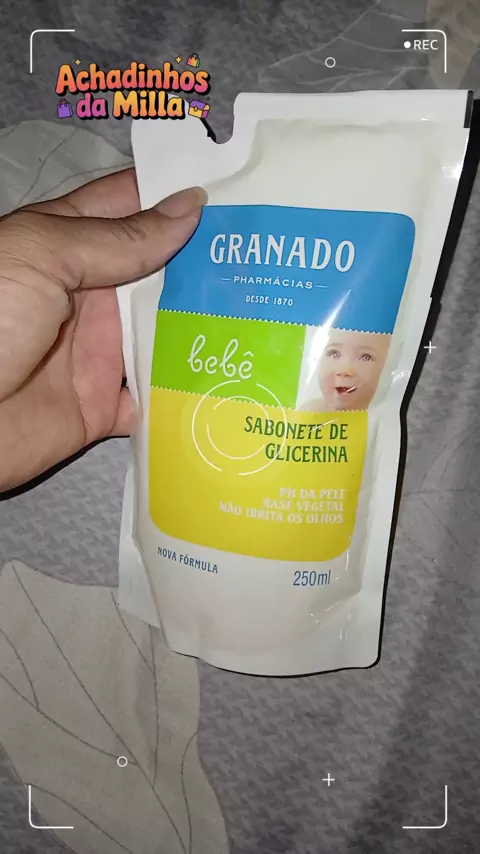 REC
Achadinhos
da Milla
GRANADO
PHARMÁCIAS
DESDE 1870
bebê
SABONETE DE
GLICERINA
PH DA PELE
BASE VEGETAL
NÃO IRRITA OS OLHOS
NOVA FÓRMULA
250ml